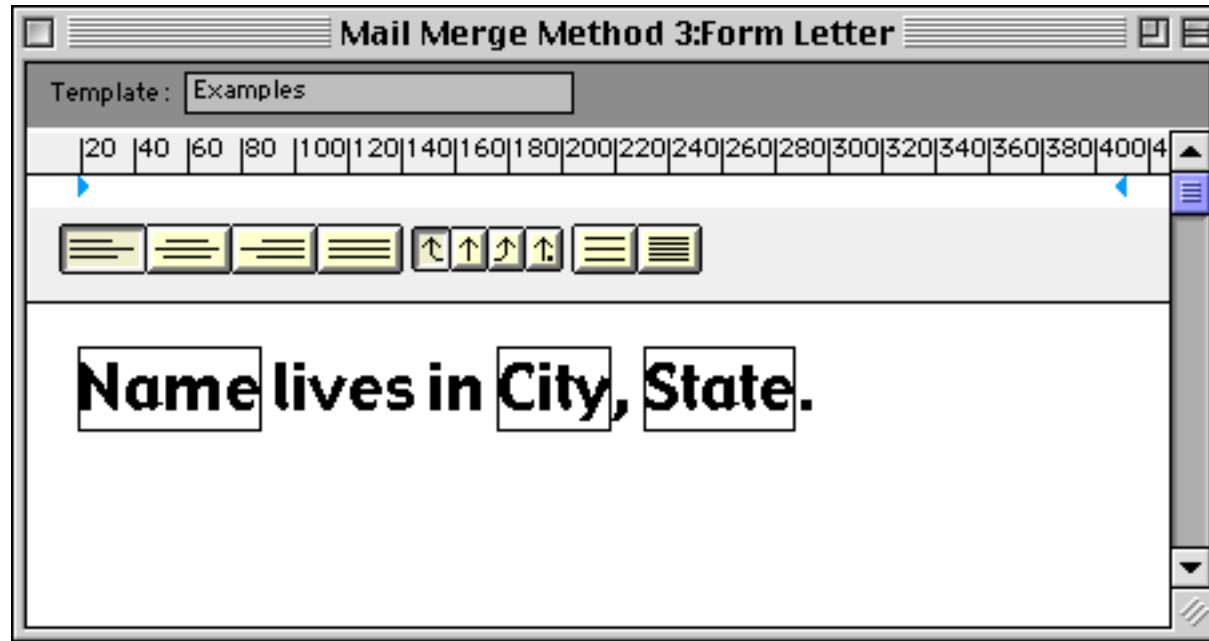 Mail Merge Method 3:Form Letter
Template: Examples
|20 |40 |60 |80 |100|120|140|160|180|200|220|240|260|280|300|320|340|360|380|400|4
Name lives in City, State.